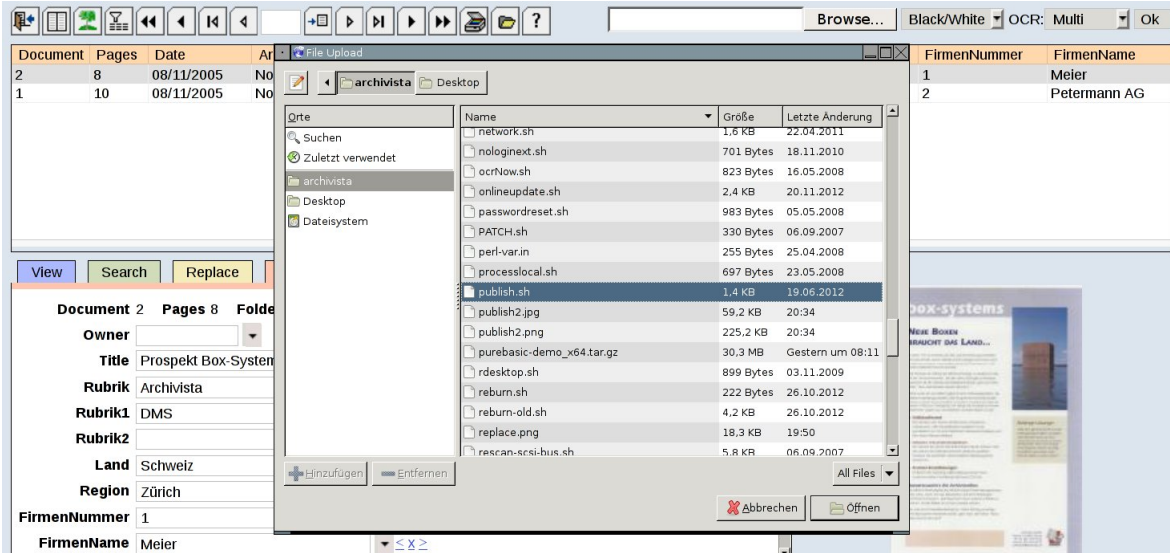 ? Browse... Black/White OCR: Multi Ok
Document Pages Date Ar FirmenNummer FirmenName
2 8 08/11/2005 No 1 Meier
1 10 08/11/2005 No 2 Petermann AG
File Upload
archivista Desktop
Orte
Suchen
Zuletzt verwendet
archivista
Desktop
Dateisystem
Name Größe Letzte Änderung
network.sh 1,6 KB 22.04.2011
nologinext.sh 701 Bytes 18.11.2010
ocrNow.sh 823 Bytes 16.05.2008
onlineupdate.sh 2,4 KB 20.11.2012
passwordreset.sh 983 Bytes 05.05.2008
PATCH.sh 330 Bytes 06.09.2007
perl-var.in 255 Bytes 25.04.2008
processlocal.sh 697 Bytes 23.05.2008
publish.sh 1,4 KB 19.06.2012
publish2.jpg 59,2 KB 20:34
publish2.png 225,2 KB 20:34
purebasic-demo_x64.tar.gz 30,3 MB Gestern um 08:11
rdesktop.sh 899 Bytes 03.11.2009
reburn.sh 222 Bytes 26.10.2012
reburn-old.sh 4,2 KB 26.10.2012
replace.png 18,3 KB 19:50
rescan-scsi-bus.sh 5,8 KB 06.09.2007
Hinzufügen Entfernen All Files
Abbrechen Öffnen
View Search Replace
Document 2 Pages 8 Folde
Owner
Title Prospekt Box-System
Rubrik Archivista
Rubrik1 DMS
Rubrik2
Land Schweiz
Region Zürich
FirmenNummer 1
FirmenName Meier
< x >
box-systems
NEUE BOXEN
BRAUCHT DAS LAND...